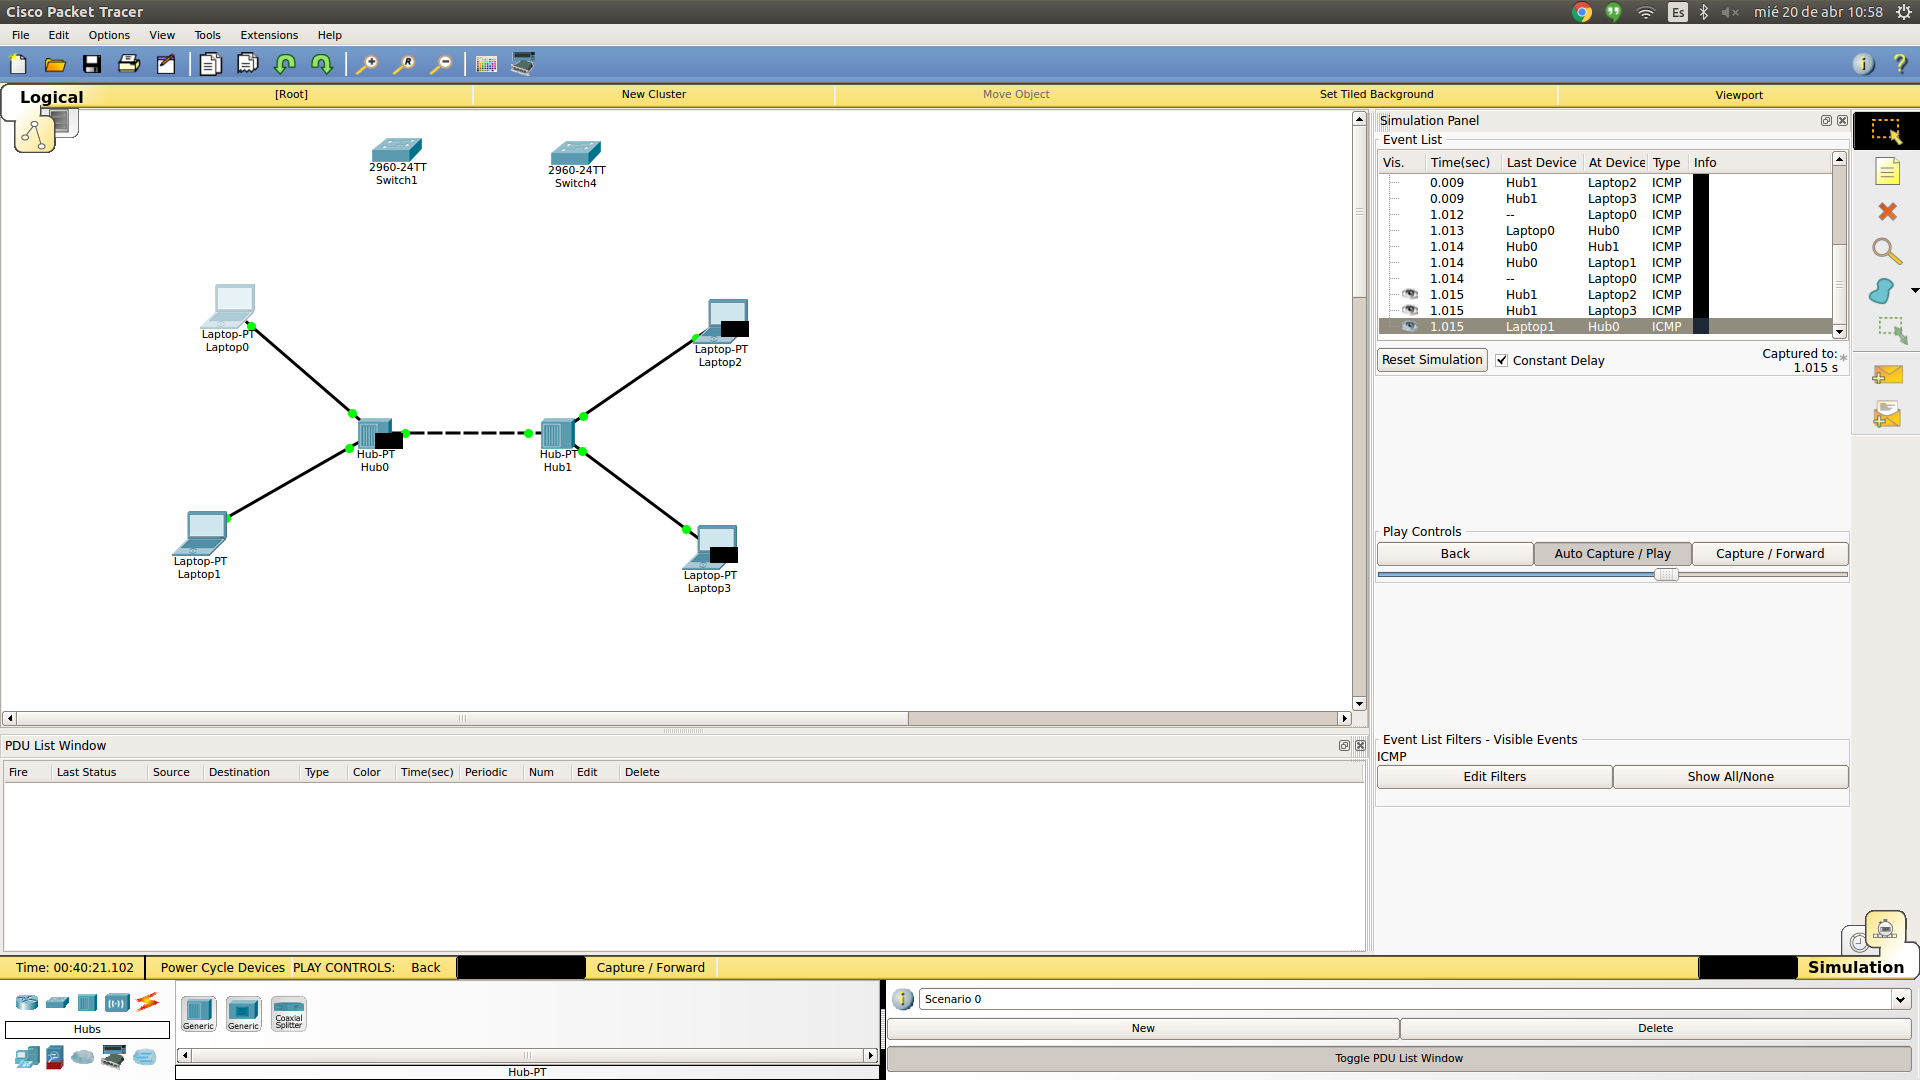 Cisco Packet Tracer
Es
mié 20 de abr 10:58
File Edit Options View Tools Extensions Help
Logical [Root] New Cluster Move Object Set Tiled Background Viewport
2960-24TT
Switch1
2960-24TT
Switch4
Laptop-PT
Laptop0
Laptop-PT
Laptop2
Hub-PT
Hub0
Hub-PT
Hub1
Laptop-PT
Laptop1
Laptop-PT
Laptop3
Simulation Panel
Event List
Vis. Time(sec) Last Device At Device Type Info
0.009 Hub1 Laptop2 ICMP
0.009 Hub1 Laptop3 ICMP
1.012 -- Laptop0 ICMP
1.013 Laptop0 Hub0 ICMP
1.014 Hub0 Hub1 ICMP
1.014 Hub0 Laptop1 ICMP
1.014 -- Laptop0 ICMP
1.015 Hub1 Laptop2 ICMP
1.015 Hub1 Laptop3 ICMP
1.015 Laptop1 Hub0 ICMP
Reset Simulation Constant Delay Captured to: *
1.015 s
Play Controls
Back Auto Capture / Play Capture / Forward
Event List Filters - Visible Events
ICMP
Edit Filters Show All/None
PDU List Window
Fire Last Status Source Destination Type Color Time(sec) Periodic Num Edit Delete
Time: 00:40:21.102 Power Cycle Devices PLAY CONTROLS: Back Capture / Forward Simulation
Hubs
Generic Generic Coaxial Splitter
Hub-PT
Scenario 0
New Delete
Toggle PDU List Window